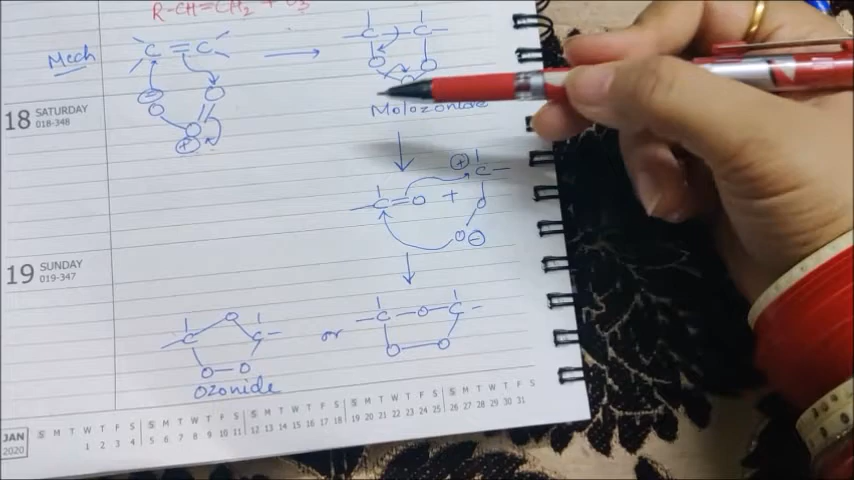 R-CH=CH2 + O3
Mech
C = C
C C
O O
⊖ O
O
O
O
⊕
Molozonide
18 SATURDAY
018-348
C = O + ⊕ C
O
O ⊖
19 SUNDAY
019-347
C O C
O — O
or
C — O — C
O — O
Ozonide
JAN
2020
S M T W T F S S M T W T F S S M T W T F S S M T W T F S S M T W T F S
1 2 3 4 5 6 7 8 9 10 11 12 13 14 15 16 17 18 19 20 21 22 23 24 25 26 27 28 29 30 31